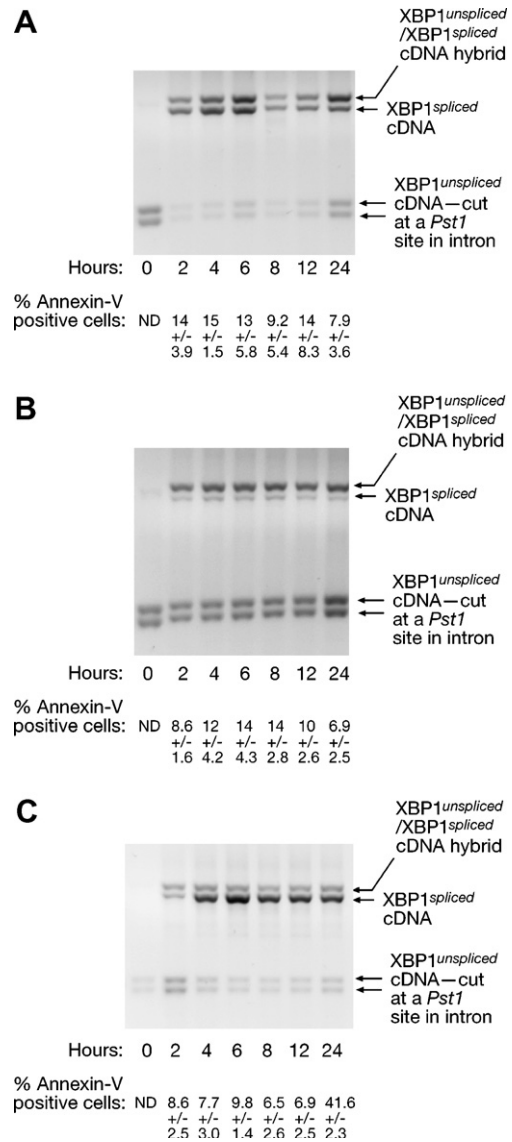 A
XBP1unspliced
/XBP1spliced
cDNA hybrid
XBP1spliced
cDNA
XBP1unspliced
cDNA—cut
at a Pst1
site in intron
Hours: 0 2 4 6 8 12 24
% Annexin-V
positive cells: ND 14 15 13 9.2 14 7.9
+/- +/- +/- +/- +/- +/-
3.9 1.5 5.8 5.4 8.3 3.6
B
XBP1unspliced
/XBP1spliced
cDNA hybrid
XBP1spliced
cDNA
XBP1unspliced
cDNA—cut
at a Pst1
site in intron
Hours: 0 2 4 6 8 12 24
% Annexin-V
positive cells: ND 8.6 12 14 14 10 6.9
+/- +/- +/- +/- +/- +/-
1.6 4.2 4.3 2.8 2.6 2.5
C
XBP1unspliced
/XBP1spliced
cDNA hybrid
XBP1spliced
cDNA
XBP1unspliced
cDNA—cut
at a Pst1
site in intron
Hours: 0 2 4 6 8 12 24
% Annexin-V
positive cells: ND 8.6 7.7 9.8 6.5 6.9 41.6
+/- +/- +/- +/- +/- +/-
2.5 3.0 1.4 2.6 2.5 2.3